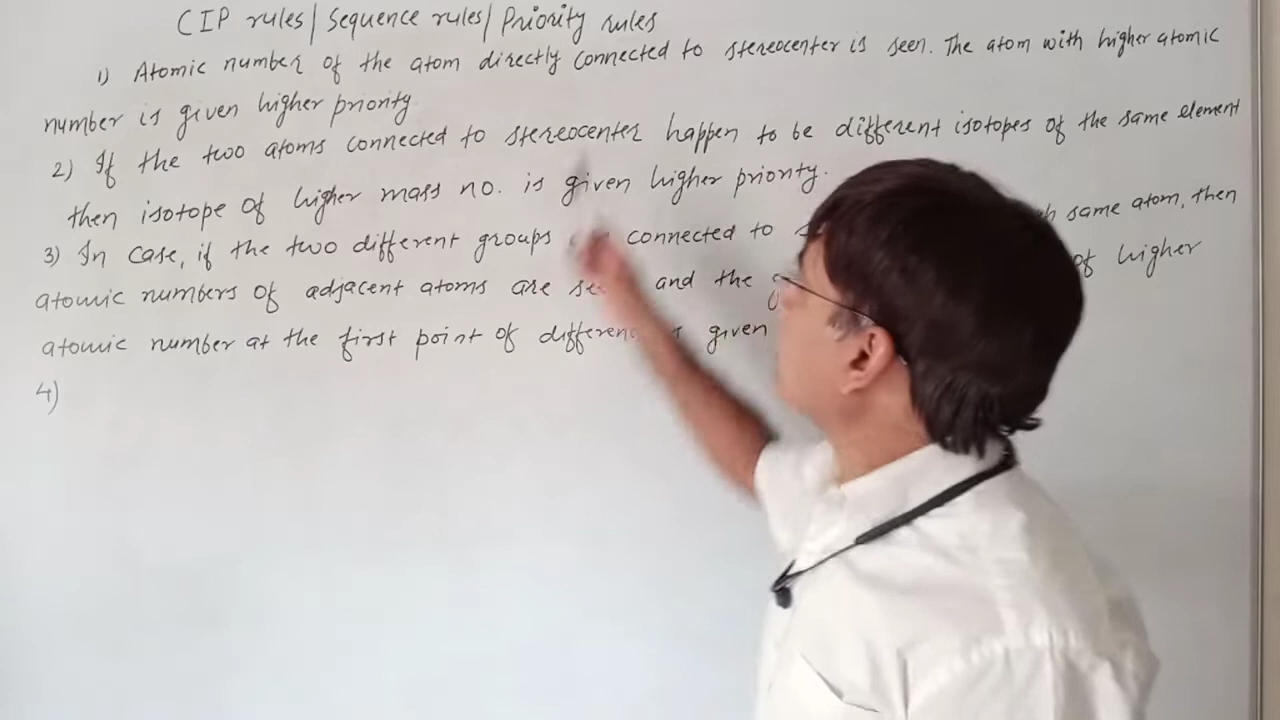 CIP rules/Sequence rules/Priority rules
1) Atomic number of the atom directly connected to stereocenter is seen. The atom with higher atomic
number is given higher priority.
2) If the two atoms connected to stereocenter happen to be different isotopes of the same element
then isotope of higher mass no. is given higher priority.
3) In case, if the two different groups connected to same atom, then
atomic numbers of adjacent atoms are and the of higher
atomic number at the first point of given
4)